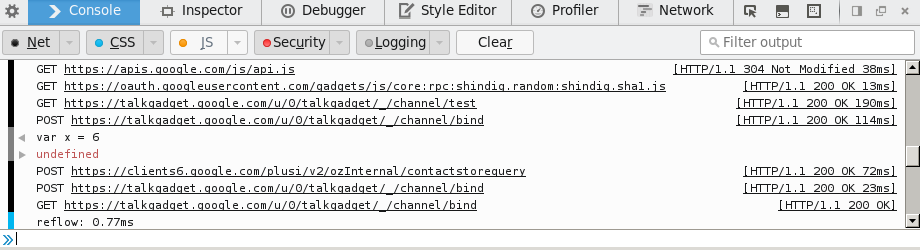 Console Inspector Debugger Style Editor Profiler Network
Net CSS JS Security Logging Clear Filter output
GET https://apis.google.com/js/api.js [HTTP/1.1 304 Not Modified 38ms]
GET https://oauth.googleusercontent.com/gadgets/js/core:rpc:shindig.random:shindig.sha1.js [HTTP/1.1 200 OK 13ms]
GET https://talkgadget.google.com/u/0/talkgadget/_/channel/test [HTTP/1.1 200 OK 190ms]
POST https://talkgadget.google.com/u/0/talkgadget/_/channel/bind [HTTP/1.1 200 OK 114ms]
var x = 6
undefined
POST https://clients6.google.com/plusi/v2/ozInternal/contactstorequery [HTTP/1.1 200 OK 72ms]
POST https://talkgadget.google.com/u/0/talkgadget/_/channel/bind [HTTP/1.1 200 OK 23ms]
GET https://talkgadget.google.com/u/0/talkgadget/_/channel/bind [HTTP/1.1 200 OK]
reflow: 0.77ms